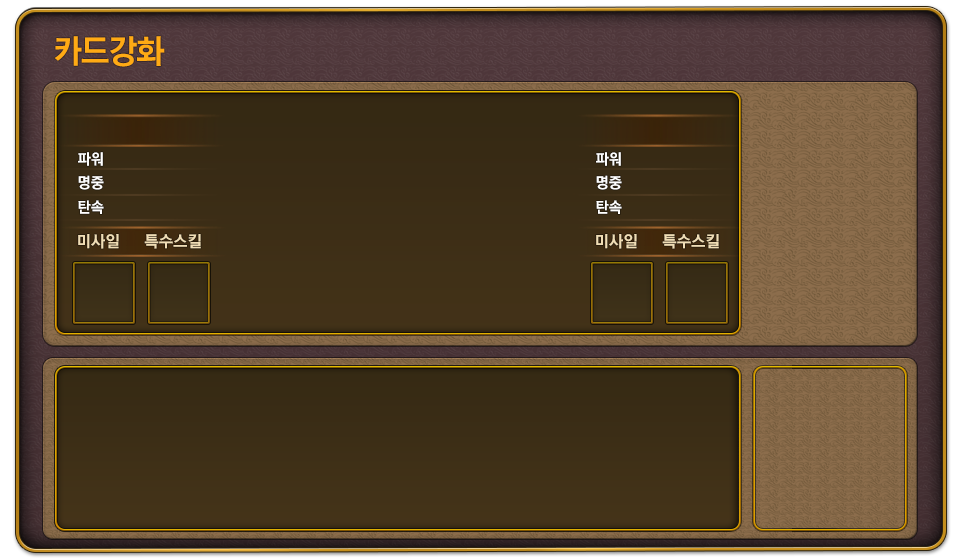 카드강화
파워
명중
탄속
미사일 특수스킬
파워
명중
탄속
미사일 특수스킬